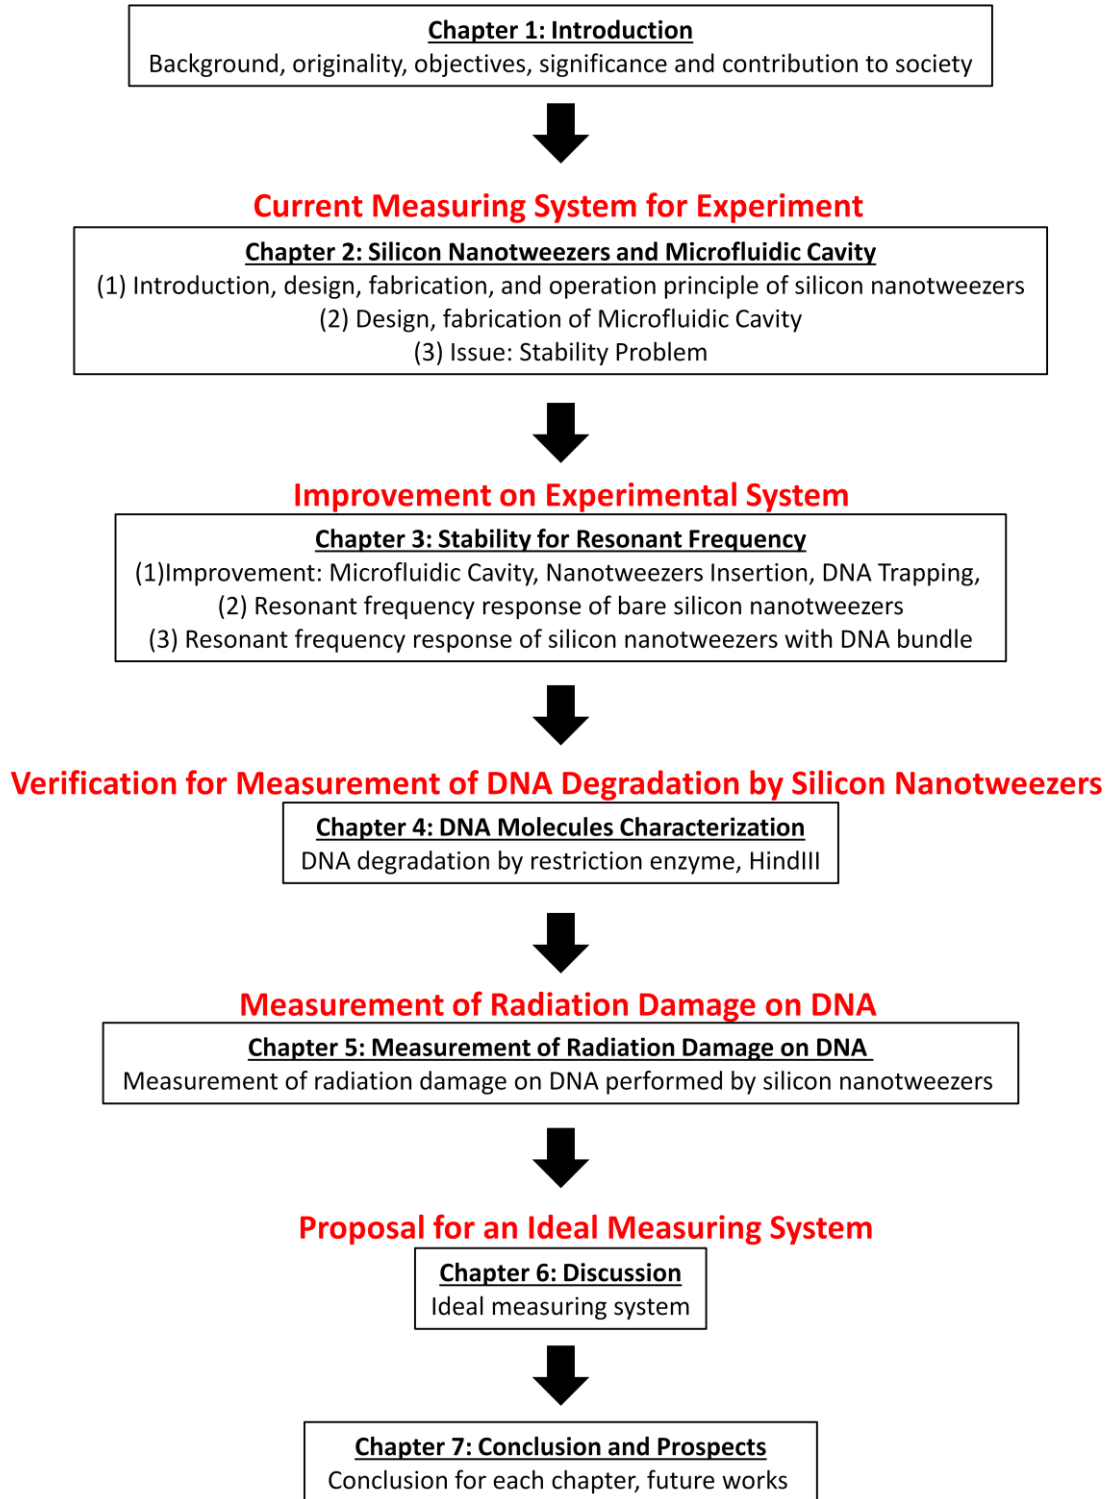 Chapter 1: Introduction
Background, originality, objectives, significance and contribution to society
Current Measuring System for Experiment
Chapter 2: Silicon Nanotweezers and Microfluidic Cavity
(1) Introduction, design, fabrication, and operation principle of silicon nanotweezers
(2) Design, fabrication of Microfluidic Cavity
(3) Issue: Stability Problem
Improvement on Experimental System
Chapter 3: Stability for Resonant Frequency
(1)Improvement: Microfluidic Cavity, Nanotweezers Insertion, DNA Trapping,
(2) Resonant frequency response of bare silicon nanotweezers
(3) Resonant frequency response of silicon nanotweezers with DNA bundle
Verification for Measurement of DNA Degradation by Silicon Nanotweezers
Chapter 4: DNA Molecules Characterization
DNA degradation by restriction enzyme, HindIII
Measurement of Radiation Damage on DNA
Chapter 5: Measurement of Radiation Damage on DNA
Measurement of radiation damage on DNA performed by silicon nanotweezers
Proposal for an Ideal Measuring System
Chapter 6: Discussion
Ideal measuring system
Chapter 7: Conclusion and Prospects
Conclusion for each chapter, future works